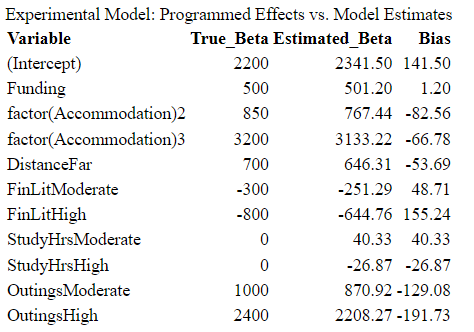 Experimental Model: Programmed Effects vs. Model Estimates
Variable True_Beta Estimated_Beta Bias
(Intercept) 2200 2341.50 141.50
Funding 500 501.20 1.20
factor(Accommodation)2 850 767.44 -82.56
factor(Accommodation)3 3200 3133.22 -66.78
DistanceFar 700 646.31 -53.69
FinLitModerate -300 -251.29 48.71
FinLitHigh -800 -644.76 155.24
StudyHrsModerate 0 40.33 40.33
StudyHrsHigh 0 -26.87 -26.87
OutingsModerate 1000 870.92 -129.08
OutingsHigh 2400 2208.27 -191.73